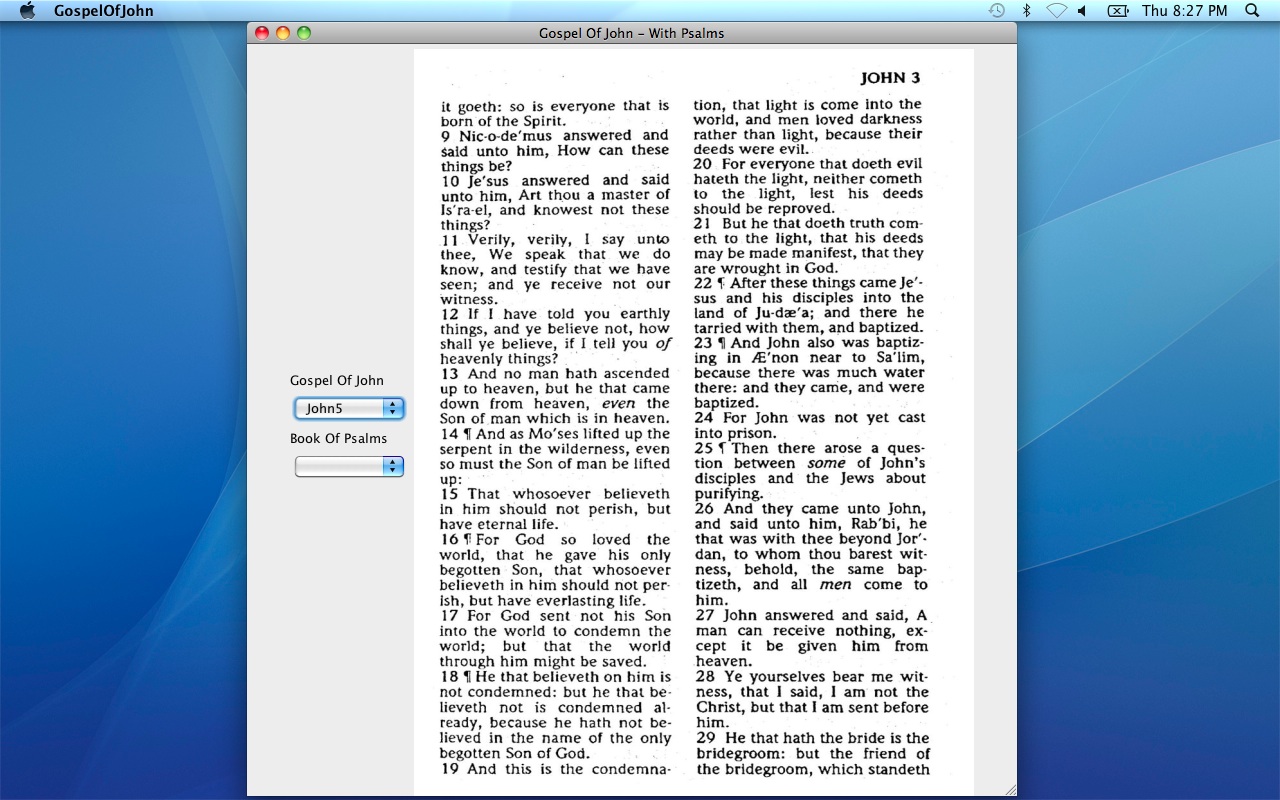 GospelOfJohn
Thu 8:27 PM
Gospel Of John – With Psalms
Gospel Of John
John5
Book Of Psalms
JOHN 3
it goeth: so is everyone that is
born of the Spirit.
9 Nic-o-de′mus answered and
said unto him, How can these
things be?
10 Je′sus answered and said
unto him, Art thou a master of
Is′ra-el, and knowest not these
things?
11 Verily, verily, I say unto
thee, We speak that we do
know, and testify that we have
seen; and ye receive not our
witness.
12 If I have told you earthly
things, and ye believe not, how
shall ye believe, if I tell you of
heavenly things?
13 And no man hath ascended
up to heaven, but he that came
down from heaven, even the
Son of man which is in heaven.
14 ¶ And as Mo′ses lifted up the
serpent in the wilderness, even
so must the Son of man be lifted
up:
15 That whosoever believeth
in him should not perish, but
have eternal life.
16 ¶ For God so loved the
world, that he gave his only
begotten Son, that whosoever
believeth in him should not per-
ish, but have everlasting life.
17 For God sent not his Son
into the world to condemn the
world; but that the world
through him might be saved.
18 ¶ He that believeth on him is
not condemned: but he that be-
lieveth not is condemned al-
ready, because he hath not be-
lieved in the name of the only
begotten Son of God.
19 And this is the condemna-
tion, that light is come into the
world, and men loved darkness
rather than light, because their
deeds were evil.
20 For everyone that doeth evil
hateth the light, neither cometh
to the light, lest his deeds
should be reproved.
21 But he that doeth truth com-
eth to the light, that his deeds
may be made manifest, that they
are wrought in God.
22 ¶ After these things came Je′-
sus and his disciples into the
land of Ju-dæ′a; and there he
tarried with them, and baptized.
23 ¶ And John also was baptiz-
ing in Æ′non near to Sa′lim,
because there was much water
there: and they came, and were
baptized.
24 For John was not yet cast
into prison.
25 ¶ Then there arose a ques-
tion between some of John's
disciples and the Jews about
purifying.
26 And they came unto John,
and said unto him, Rab′bi, he
that was with thee beyond Jor′-
dan, to whom thou barest wit-
ness, behold, the same bap-
tizeth, and all men come to
him.
27 John answered and said, A
man can receive nothing, ex-
cept it be given him from
heaven.
28 Ye yourselves bear me wit-
ness, that I said, I am not the
Christ, but that I am sent before
him.
29 He that hath the bride is the
bridegroom: but the friend of
the bridegroom, which standeth